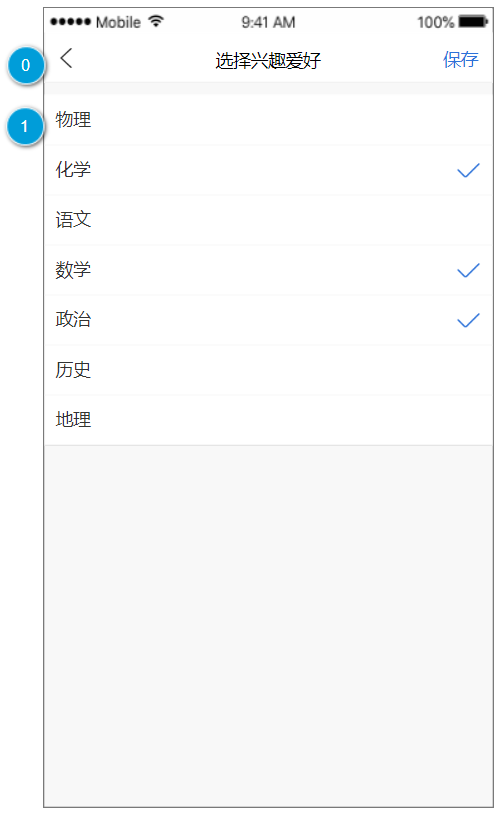 Mobile 9:41 AM 100%
0
选择兴趣爱好 保存
1
物理
化学
语文
数学
政治
历史
地理